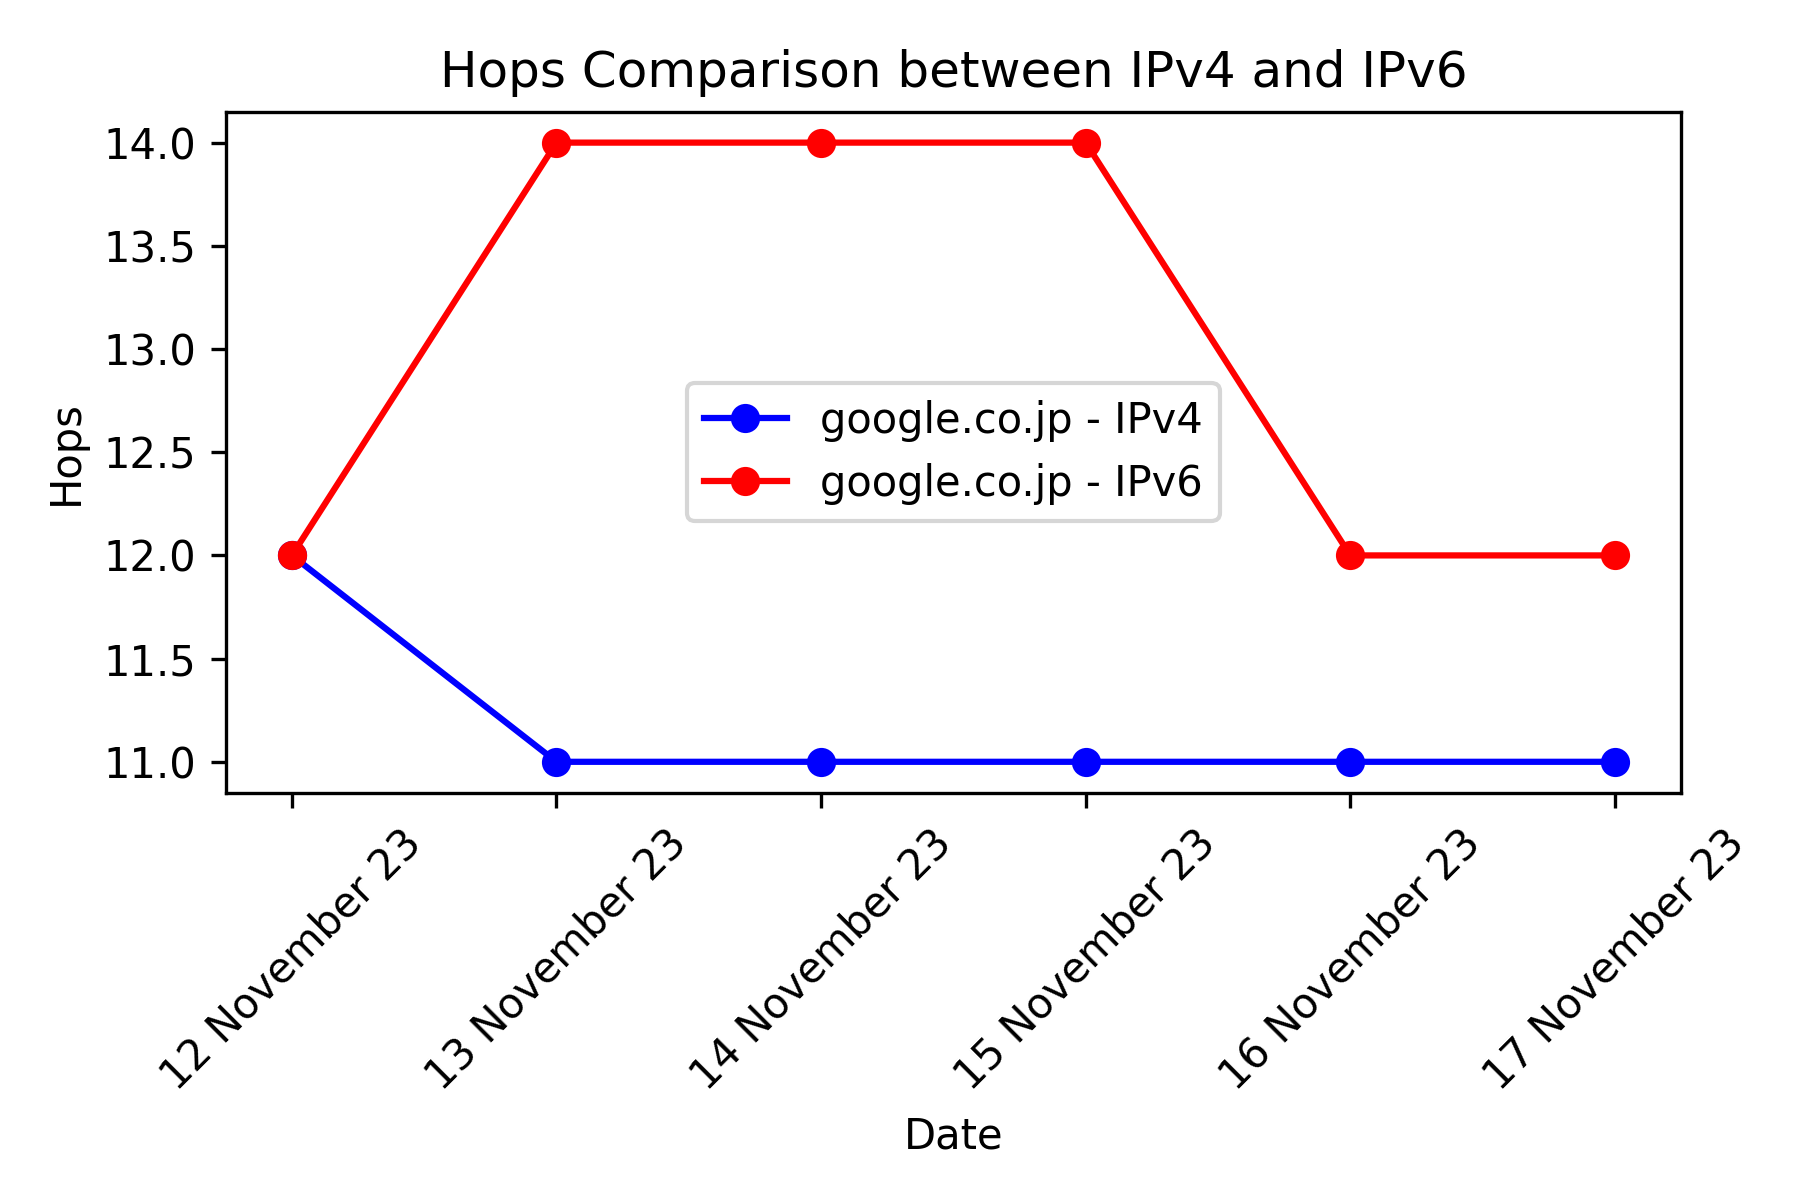 Hops Comparison between IPv4 and IPv6
14.0
13.5
13.0
12.5
12.0
11.5
11.0
Hops
google.co.jp - IPv4
google.co.jp - IPv6
12 November 23
13 November 23
14 November 23
15 November 23
16 November 23
17 November 23
Date